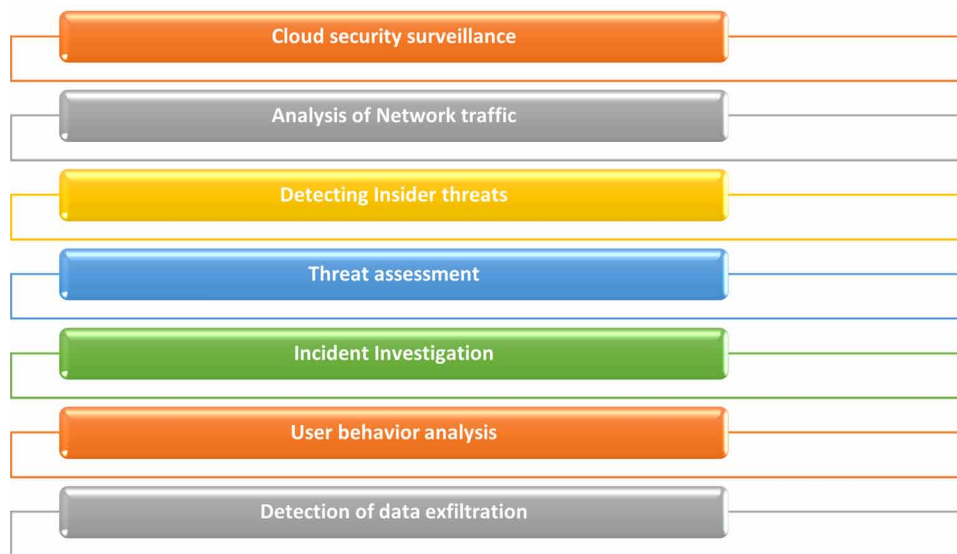 Cloud security surveillance
Analysis of Network traffic
Detecting Insider threats
Threat assessment
Incident Investigation
User behavior analysis
Detection of data exfiltration